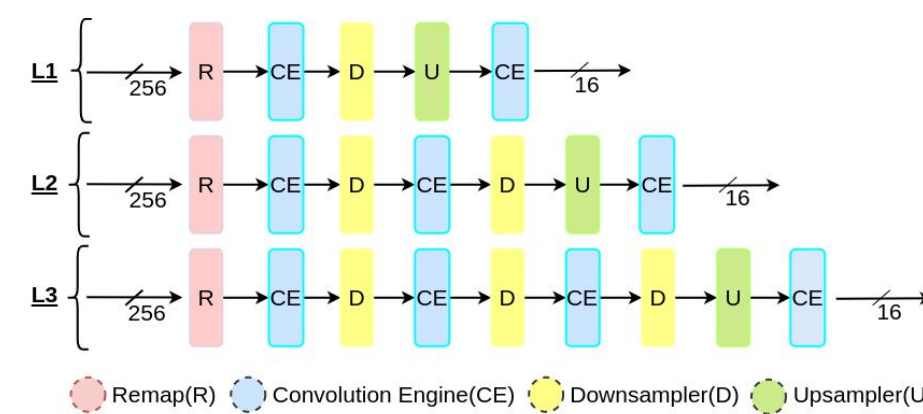 L1 256 R CE D U CE 16
L2 256 R CE D CE D U CE 16
L3 256 R CE D CE D CE D U CE 16
Remap(R) Convolution Engine(CE) Downsampler(D) Upsampler(U